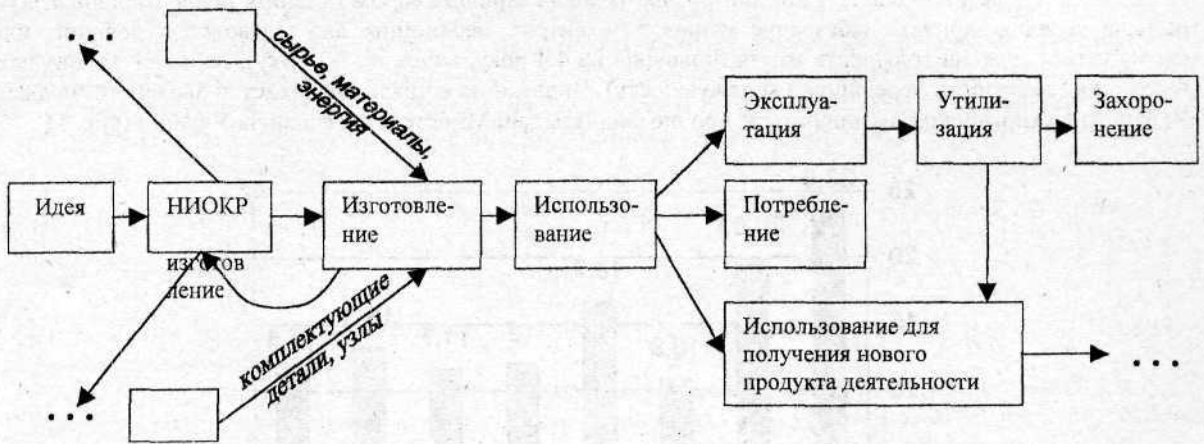 ...
сырье, материалы,
энергия
Эксплуа-
тация
Утили-
зация
Захоро-
нение
Идея
НИОКР
Изготовле-
ние
Использо-
вание
Потребле-
ние
изготов
ление
комплектующие
детали, узлы
Использование для
получения нового
продукта деятельности
...
...